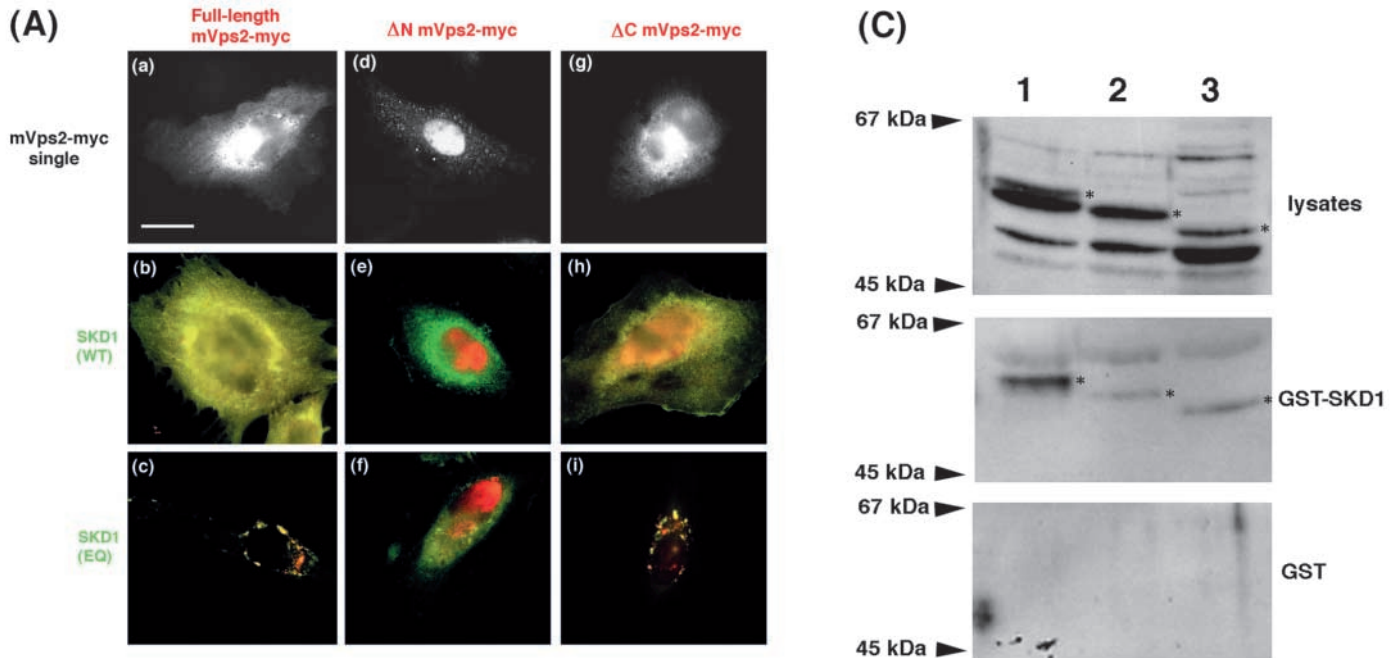 (A)
Full-length
mVps2-myc
ΔN mVps2-myc
ΔC mVps2-myc
mVps2-myc
single
(a)
(d)
(g)
SKD1
(WT)
(b)
(e)
(h)
SKD1
(EQ)
(c)
(f)
(i)
(C)
1 2 3
67 kDa
*
*
*
lysates
45 kDa
67 kDa
*
*
*
GST-SKD1
45 kDa
67 kDa
GST
45 kDa